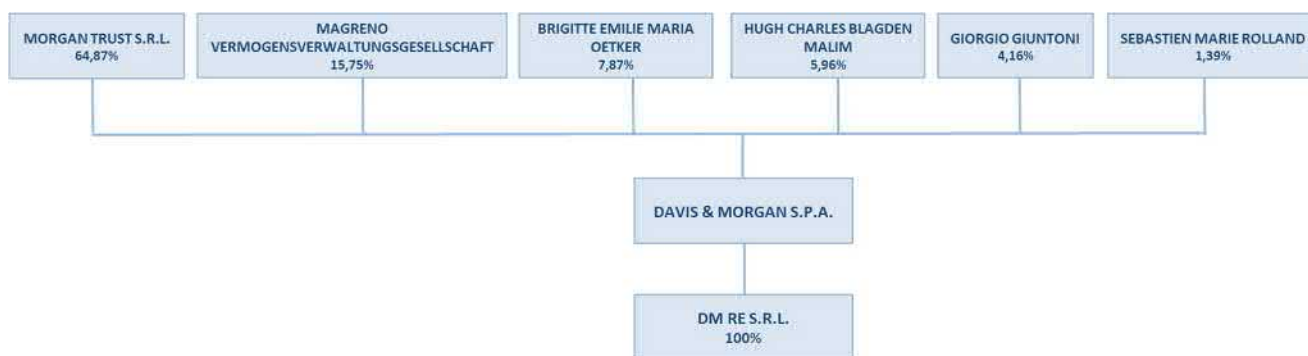 MORGAN TRUST S.R.L.
64,87%
MAGRENO
VERMOGENSVERWALTUNGSGESELLSCHAFT
15,75%
BRIGITTE EMILIE MARIA
OETKER
7,87%
HUGH CHARLES BLAGDEN
MALIM
5,96%
GIORGIO GIUNTONI
4,16%
SEBASTIEN MARIE ROLLAND
1,39%
DAVIS & MORGAN S.P.A.
DM RE S.R.L.
100%